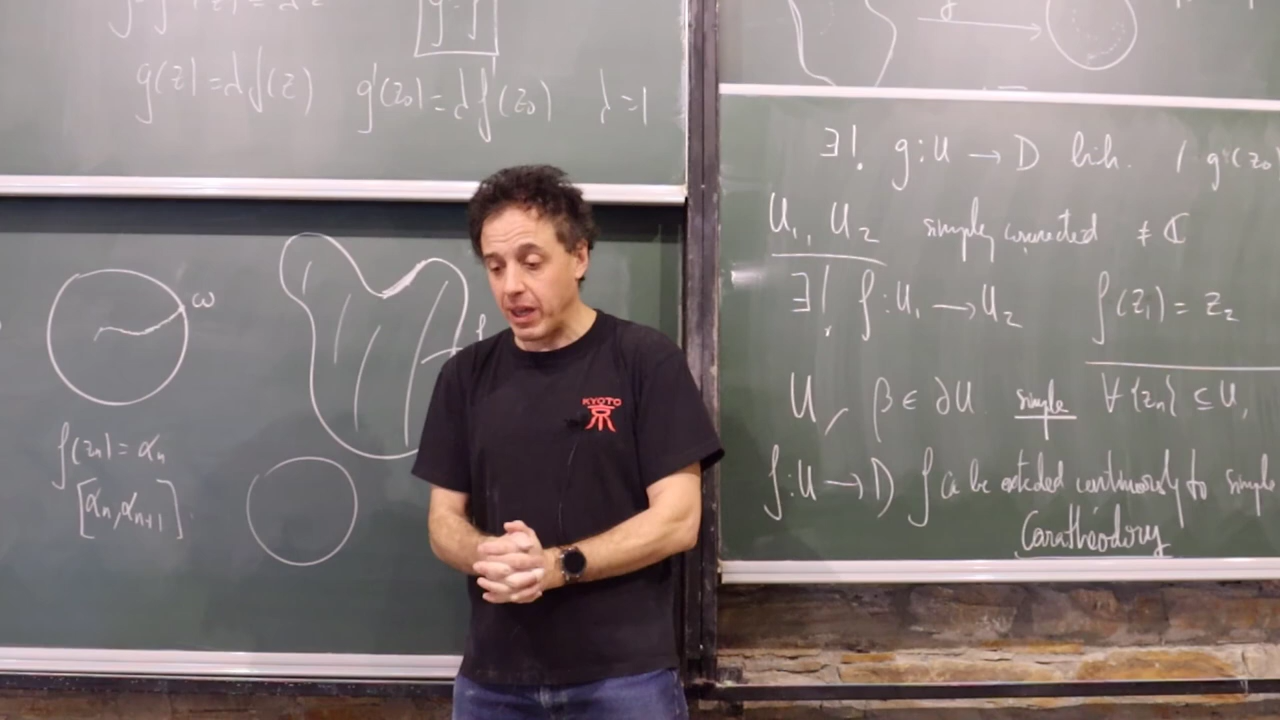 g(z) = λf(z) g'(z₀) = λf'(z₀) λ = 1
ω
f(zₙ) = αₙ
[αₙ, αₙ₊₁]
KYOTO
∃! g: U → D bih. / g'(z₀)
U₁, U₂ simply connected ≠ ℂ
∃! f: U₁ → U₂ f(z₁) = z₂
U, β ∈ ∂U simple ∀ {zₙ} ⊆ U,
f: U → D f ca be extended continuously to simple
Carathéodory